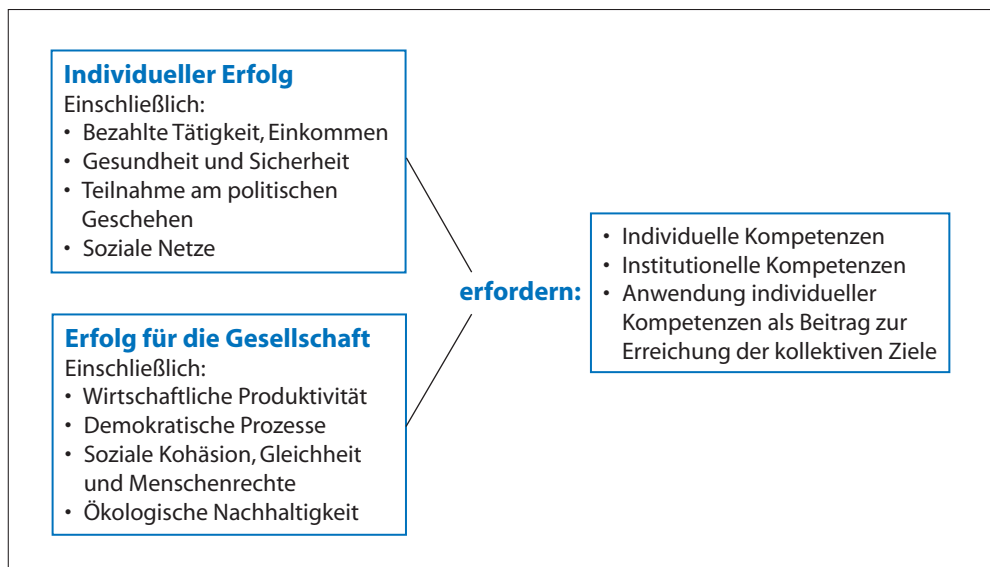 Individueller Erfolg
Einschließlich:
• Bezahlte Tätigkeit, Einkommen
• Gesundheit und Sicherheit
• Teilnahme am politischen
Geschehen
• Soziale Netze
Erfolg für die Gesellschaft
Einschließlich:
• Wirtschaftliche Produktivität
• Demokratische Prozesse
• Soziale Kohäsion, Gleichheit
und Menschenrechte
• Ökologische Nachhaltigkeit
erfordern:
• Individuelle Kompetenzen
• Institutionelle Kompetenzen
• Anwendung individueller
Kompetenzen als Beitrag zur
Erreichung der kollektiven Ziele